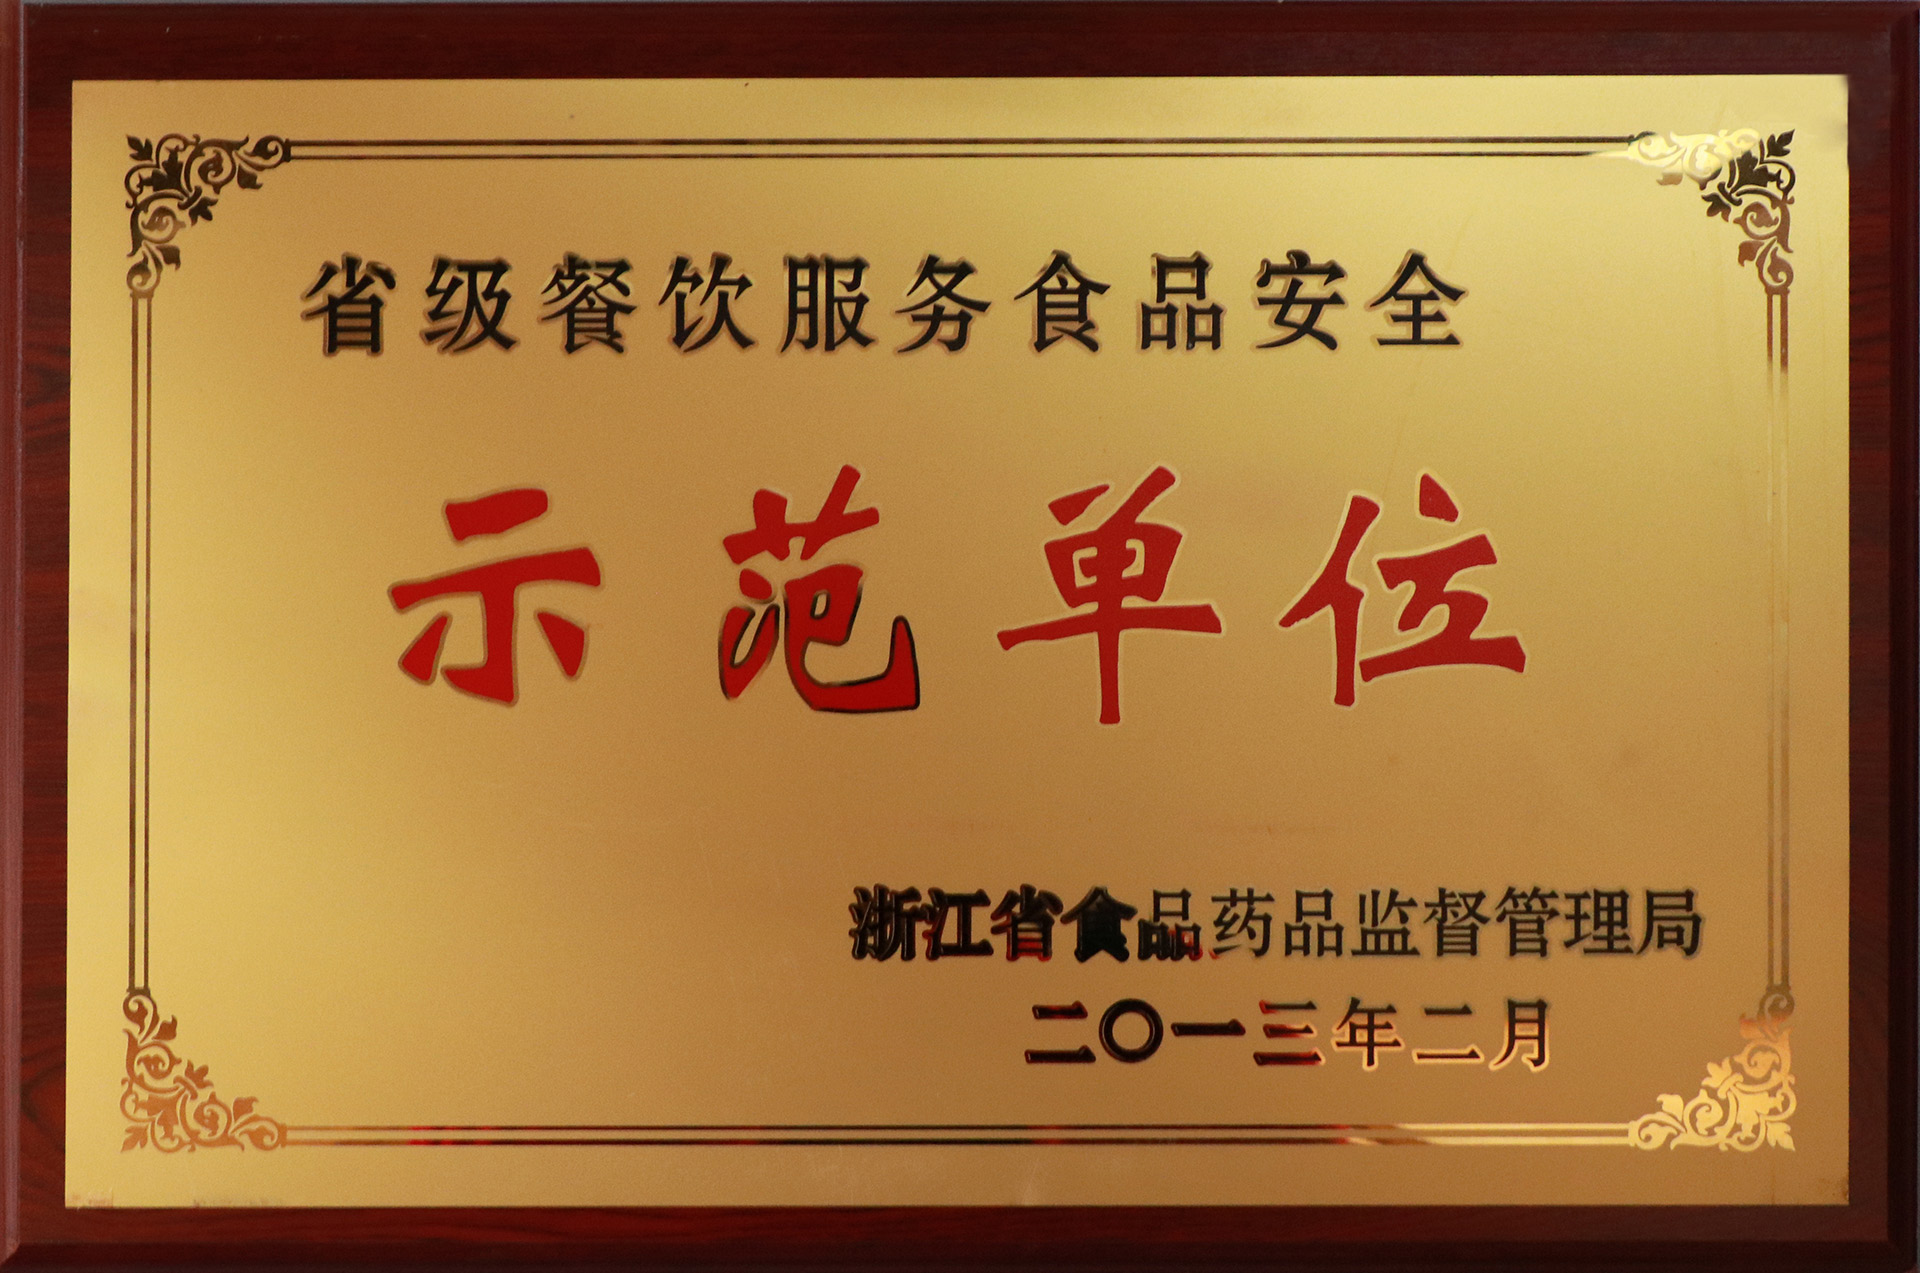 省级餐饮服务食品安全
示范单位
浙江省食品药品监督管理局
二〇一三年二月